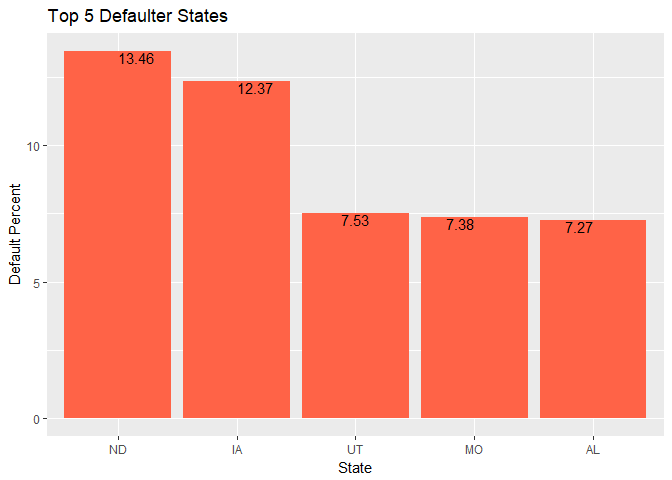 Top 5 Defaulter States
Default Percent
10
5
0
13.46
12.37
7.53
7.38
7.27
ND
IA
UT
MO
AL
State